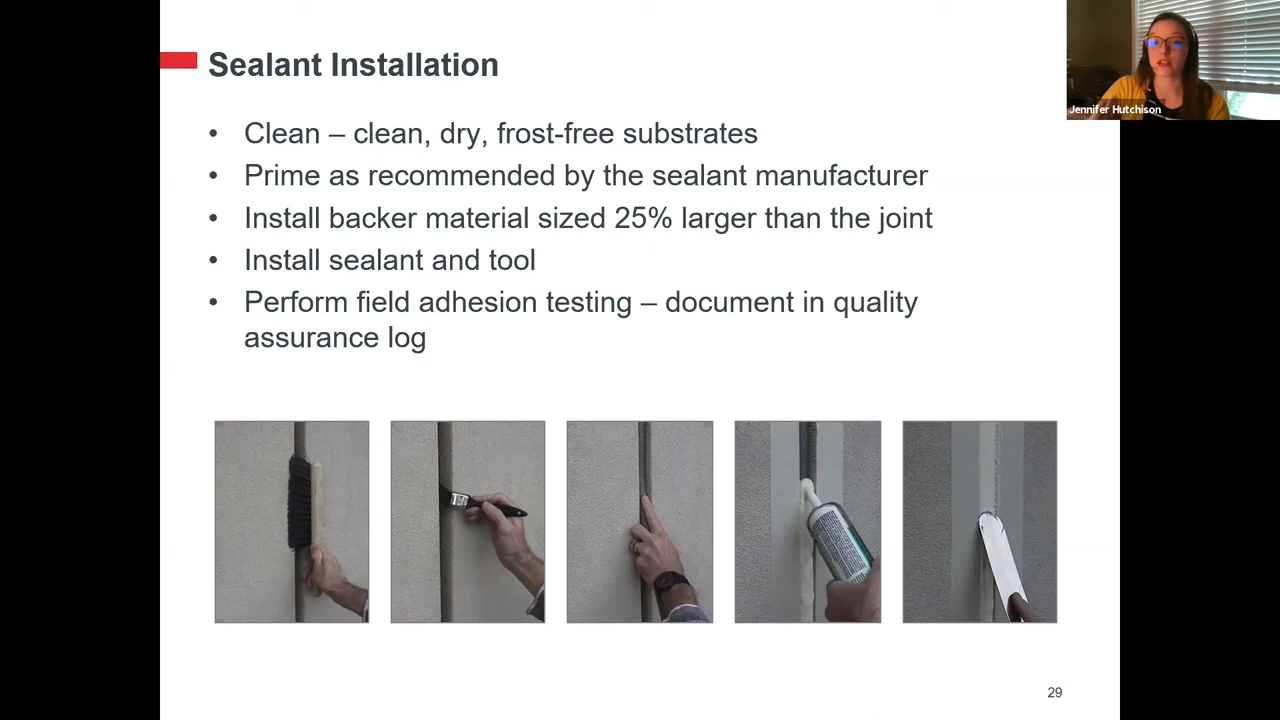 Sealant Installation
Jennifer Hutchison
• Clean – clean, dry, frost-free substrates
• Prime as recommended by the sealant manufacturer
• Install backer material sized 25% larger than the joint
• Install sealant and tool
• Perform field adhesion testing – document in quality
assurance log
29